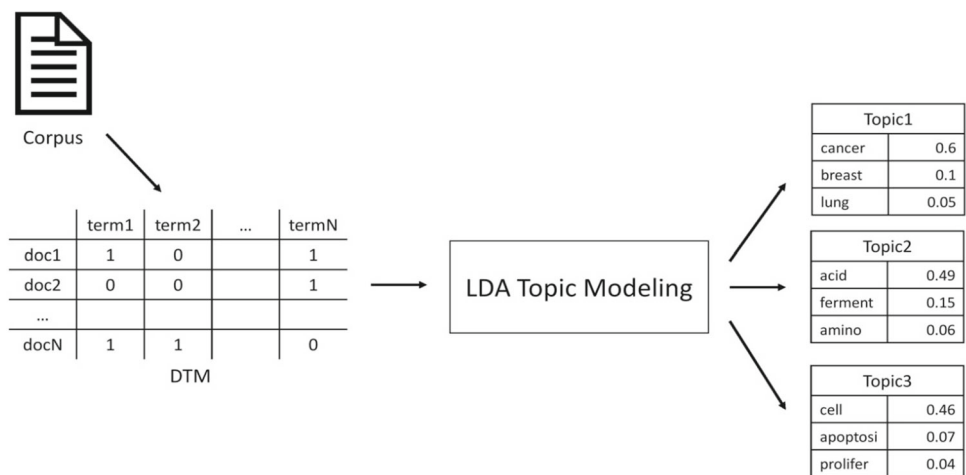 Corpus
term1 term2 ... termN
doc1 1 0 1
doc2 0 0 1
...
docN 1 1 0
DTM
LDA Topic Modeling
Topic1
cancer 0.6
breast 0.1
lung 0.05
Topic2
acid 0.49
ferment 0.15
amino 0.06
Topic3
cell 0.46
apoptosi 0.07
prolifer 0.04